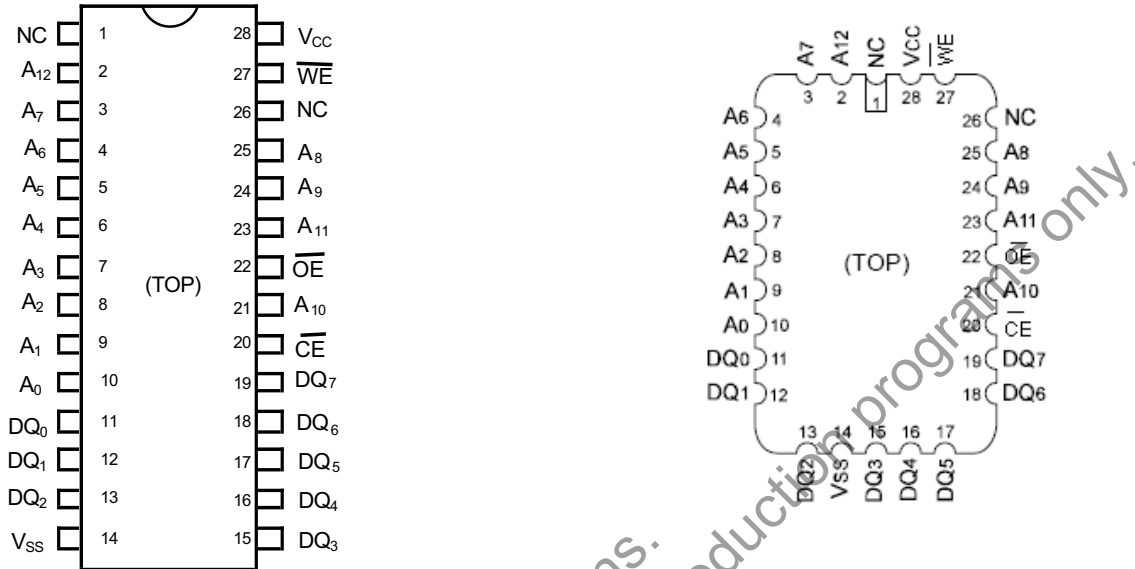 NC 1 28 VCC
A12 2 27 WE
A7 3 26 NC
A6 4 25 A8
A5 5 24 A9
A4 6 23 A11
A3 7 22 OE
(TOP)
A2 8 21 A10
A1 9 20 CE
A0 10 19 DQ7
DQ0 11 18 DQ6
DQ1 12 17 DQ5
DQ2 13 16 DQ4
VSS 14 15 DQ3
A7 A12 NC VCC WE
3 2 1 28 27
A6 4 26 NC
A5 5 25 A8
A4 6 24 A9
A3 7 23 A11
A2 8 22 OE
(TOP)
A1 9 21 A10
A0 10 20 CE
DQ0 11 19 DQ7
DQ1 12 18 DQ6
13 14 15 16 17
DQ2 VSS DQ3 DQ4 DQ5
production programs only.